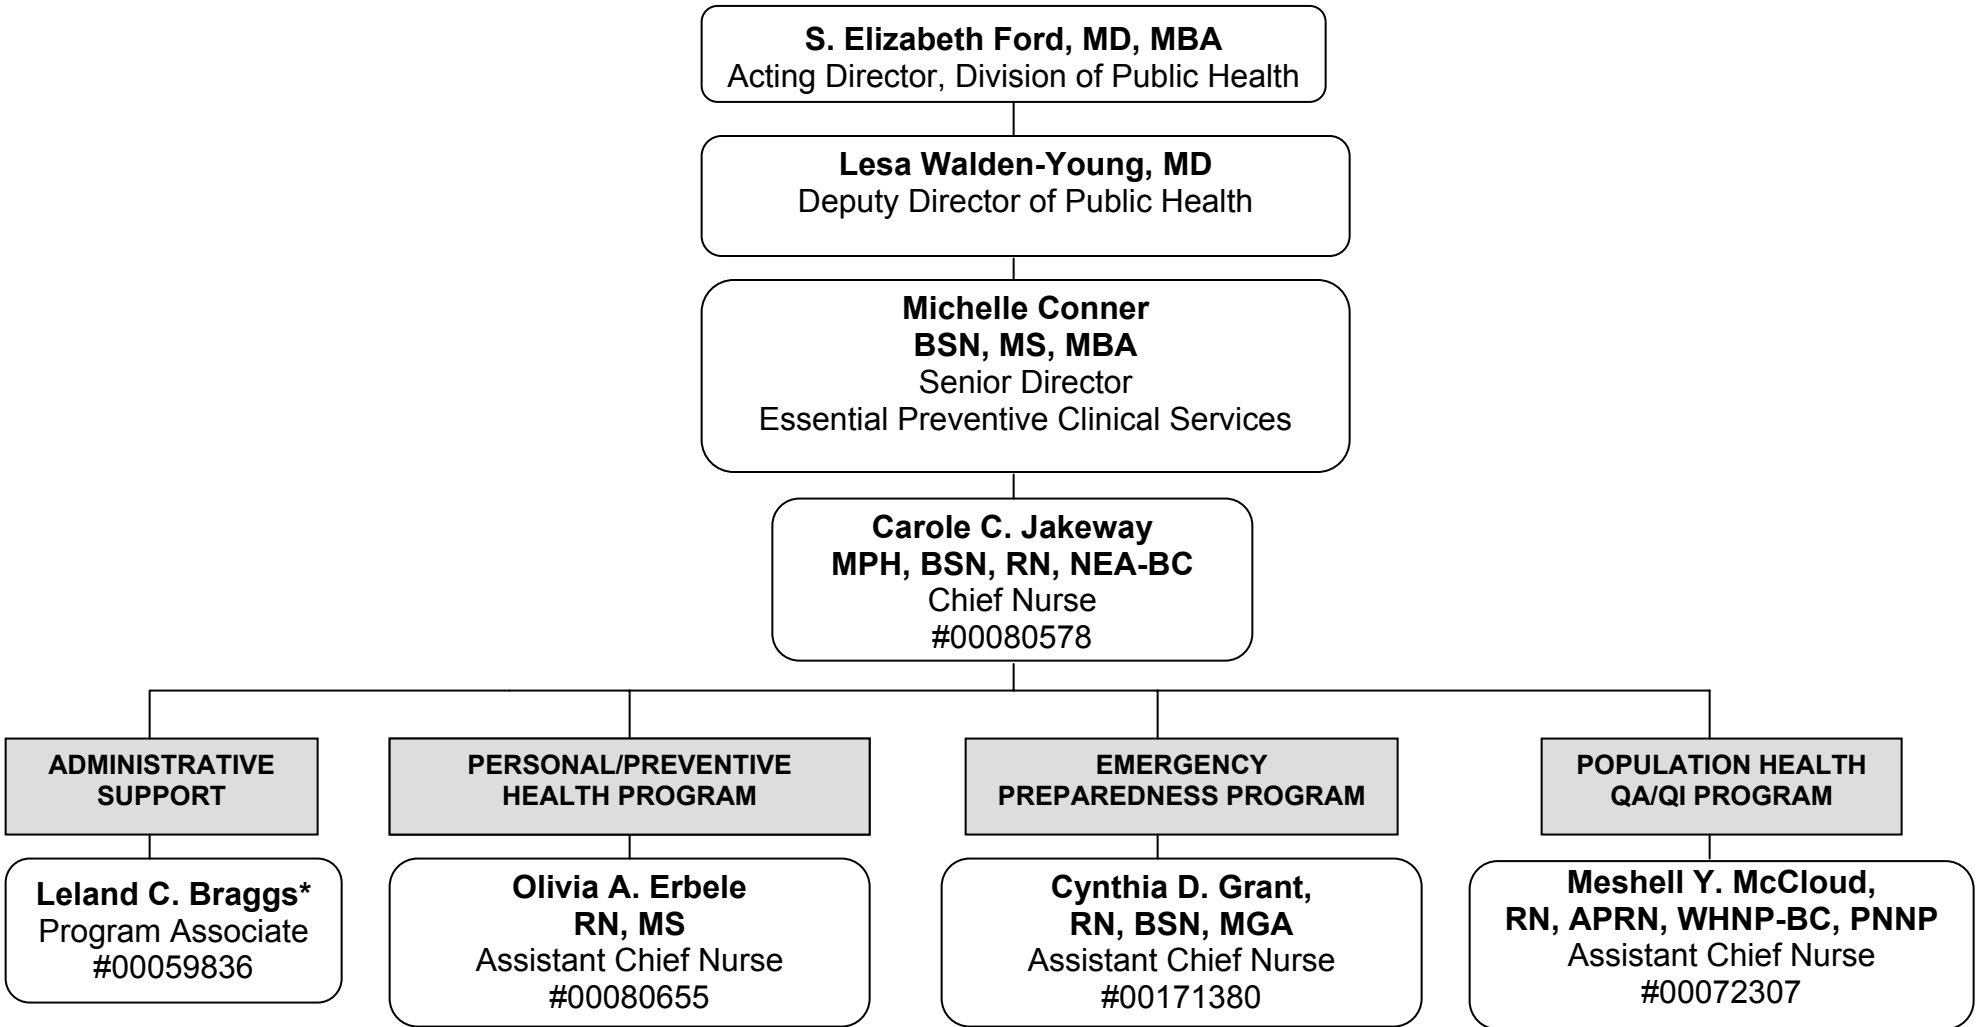 S. Elizabeth Ford, MD, MBA
Acting Director, Division of Public Health
Lesa Walden-Young, MD
Deputy Director of Public Health
Michelle Conner
BSN, MS, MBA
Senior Director
Essential Preventive Clinical Services
Carole C. Jakeway
MPH, BSN, RN, NEA-BC
Chief Nurse
#00080578
ADMINISTRATIVE
SUPPORT
Leland C. Braggs*
Program Associate
#00059836
PERSONAL/PREVENTIVE
HEALTH PROGRAM
Olivia A. Erbele
RN, MS
Assistant Chief Nurse
#00080655
EMERGENCY
PREPAREDNESS PROGRAM
Cynthia D. Grant,
RN, BSN, MGA
Assistant Chief Nurse
#00171380
POPULATION HEALTH
QA/QI PROGRAM
Meshell Y. McCloud,
RN, APRN, WHNP-BC, PNNP
Assistant Chief Nurse
#00072307